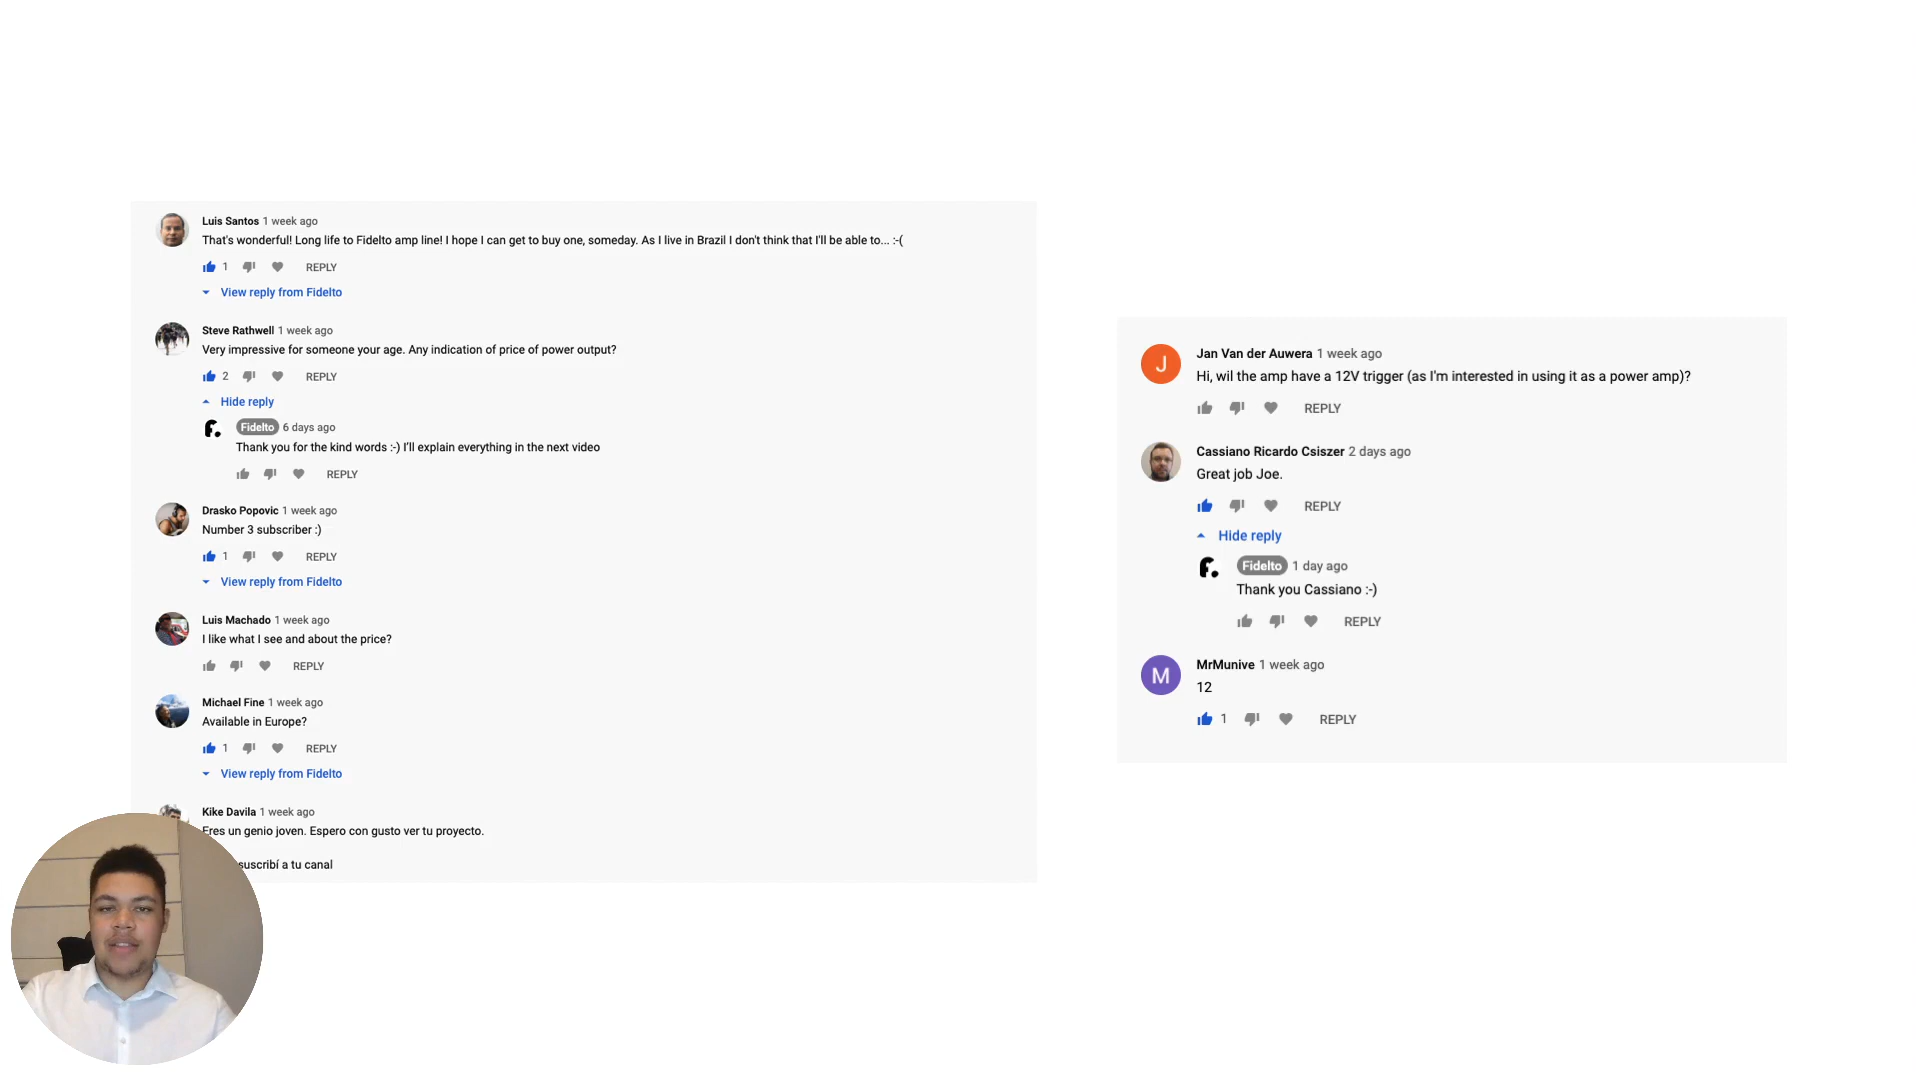 Luis Santos 1 week ago
That's wonderful! Long life to Fidelto amp line! I hope I can get to buy one, someday. As I live in Brazil I don't think that I'll be able to... :-(
1 REPLY
View reply from Fidelto
Steve Rathwell 1 week ago
Very impressive for someone your age. Any indication of price of power output?
2 REPLY
Hide reply
F.
Fidelto 6 days ago
Thank you for the kind words :-) I'll explain everything in the next video
REPLY
Drasko Popovic 1 week ago
Number 3 subscriber :)
1 REPLY
View reply from Fidelto
Luis Machado 1 week ago
I like what I see and about the price?
REPLY
Michael Fine 1 week ago
Available in Europe?
1 REPLY
View reply from Fidelto
Kike Davila 1 week ago
Eres un genio joven. Espero con gusto ver tu proyecto.
suscribí a tu canal
J
Jan Van der Auwera 1 week ago
Hi, wil the amp have a 12V trigger (as I'm interested in using it as a power amp)?
REPLY
Cassiano Ricardo Csiszer 2 days ago
Great job Joe.
REPLY
Hide reply
F.
Fidelto 1 day ago
Thank you Cassiano :-)
REPLY
M
MrMunive 1 week ago
12
1 REPLY